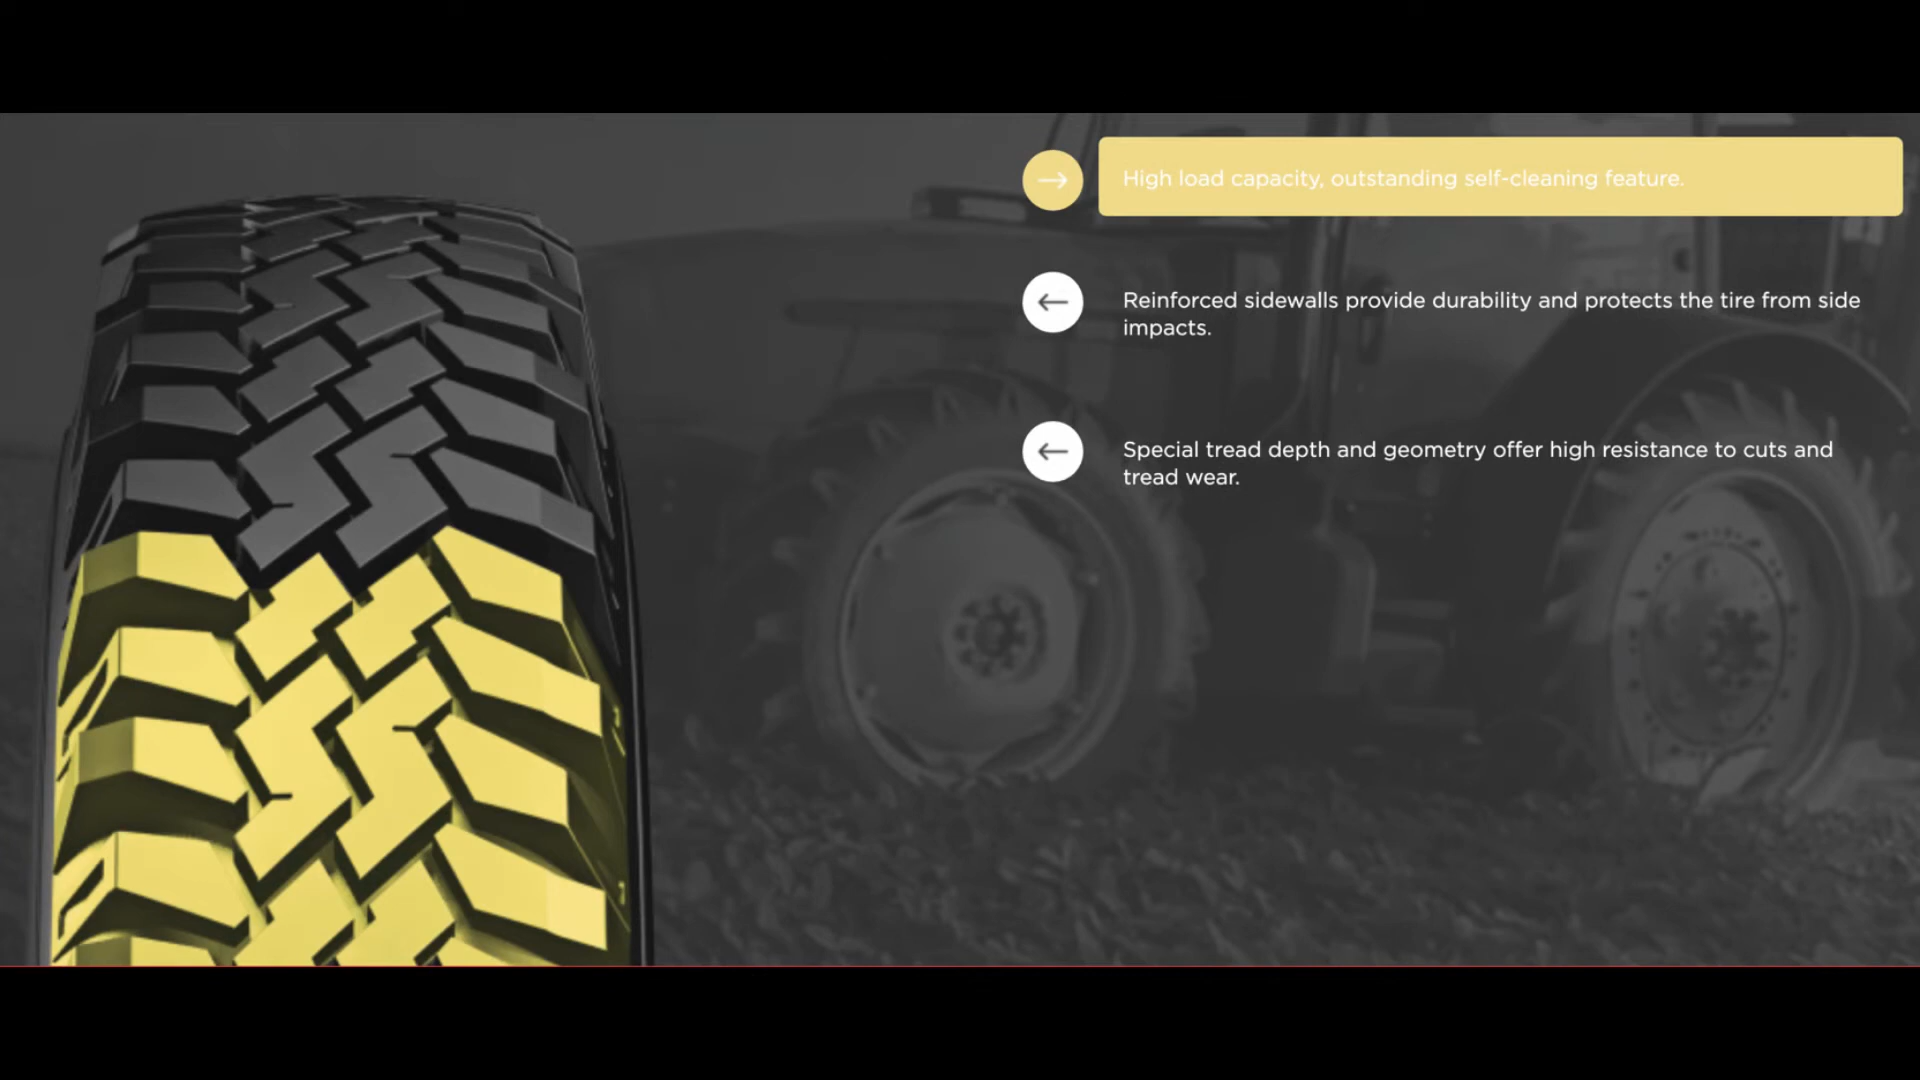 High load capacity, outstanding self-cleaning feature.
Reinforced sidewalls provide durability and protects the tire from side
impacts.
Special tread depth and geometry offer high resistance to cuts and
tread wear.